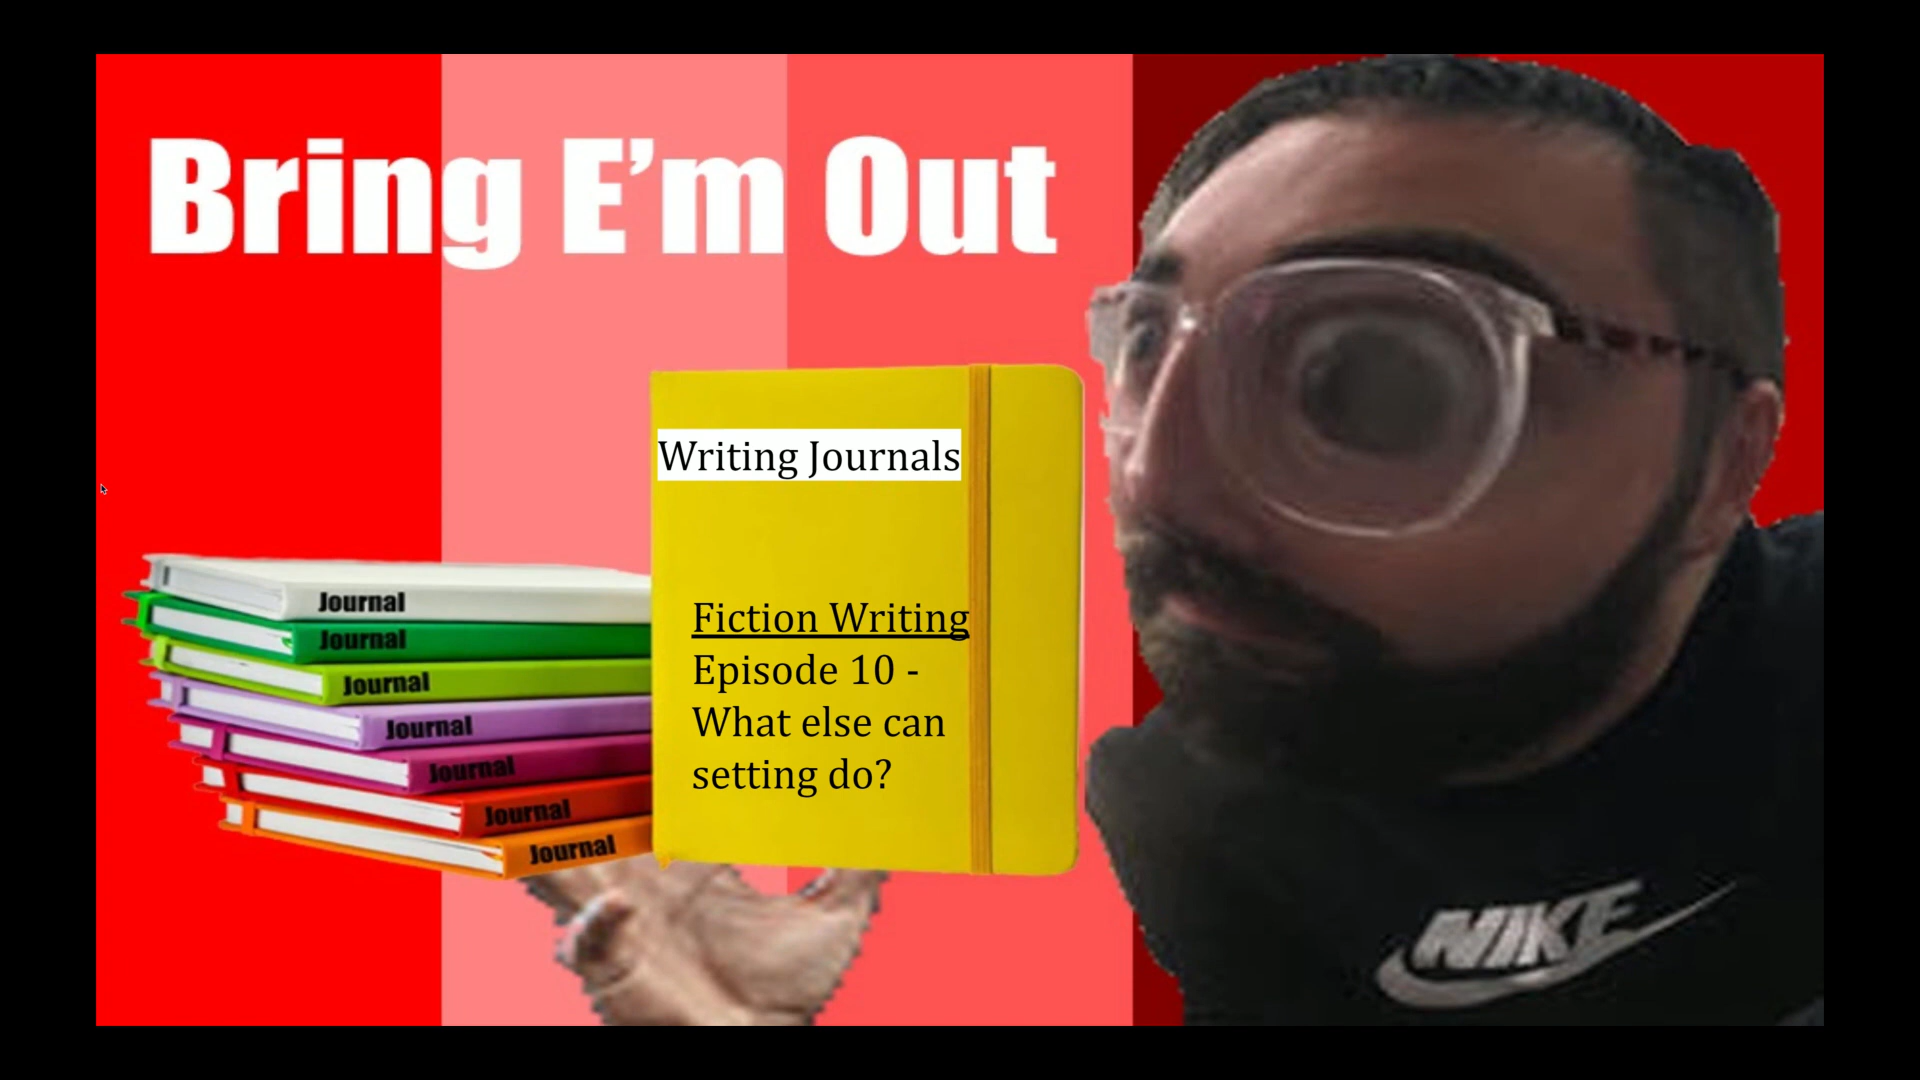 Bring E’m Out
Writing Journals
Fiction Writing
Episode 10 -
What else can
setting do?
Journal
Journal
Journal
Journal
Journal
Journal
Journal
NIKE